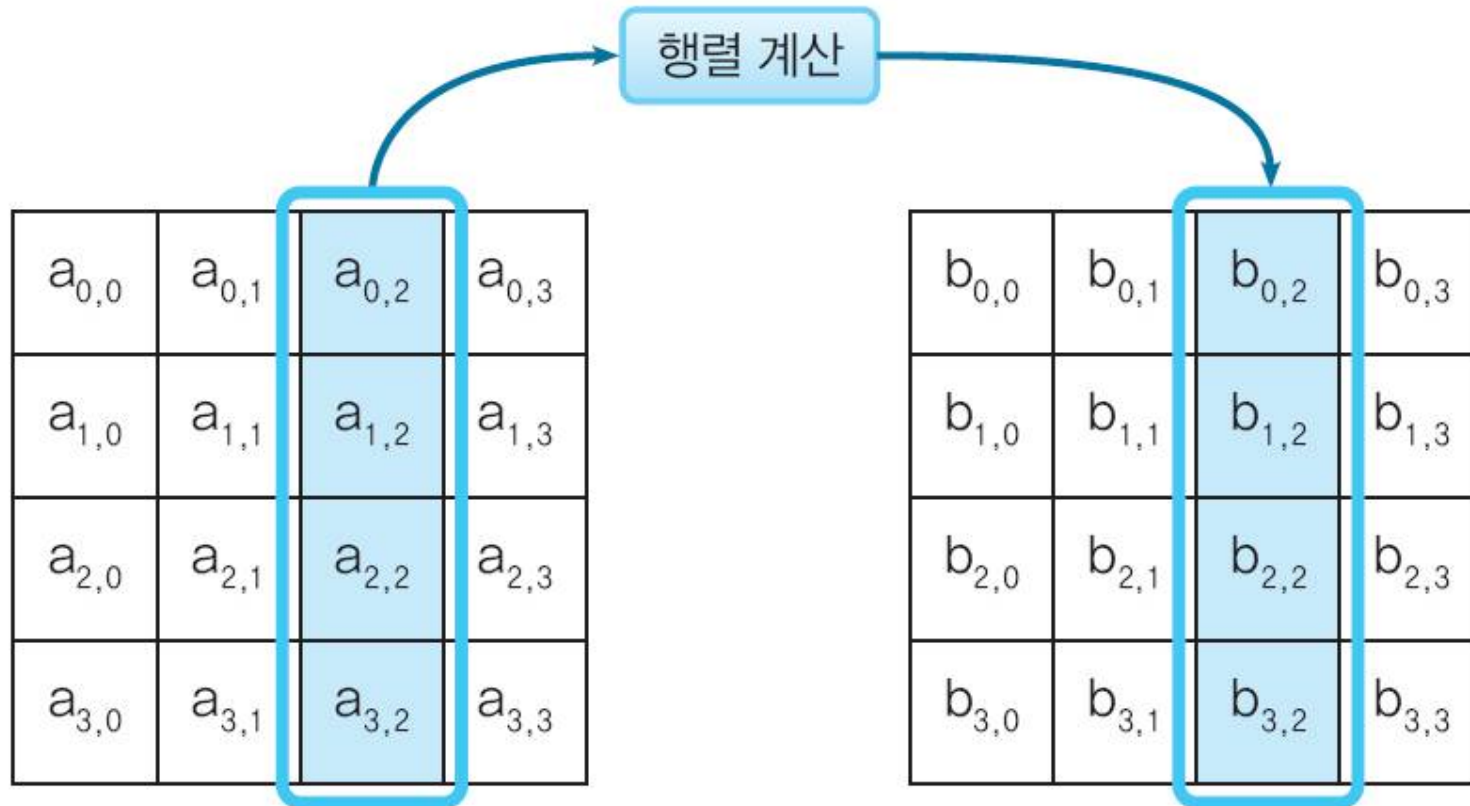 행렬 계산
a0,0 a0,1 a0,2 a0,3 b0,0 b0,1 b0,2 b0,3
a1,0 a1,1 a1,2 a1,3 b1,0 b1,1 b1,2 b1,3
a2,0 a2,1 a2,2 a2,3 b2,0 b2,1 b2,2 b2,3
a3,0 a3,1 a3,2 a3,3 b3,0 b3,1 b3,2 b3,3